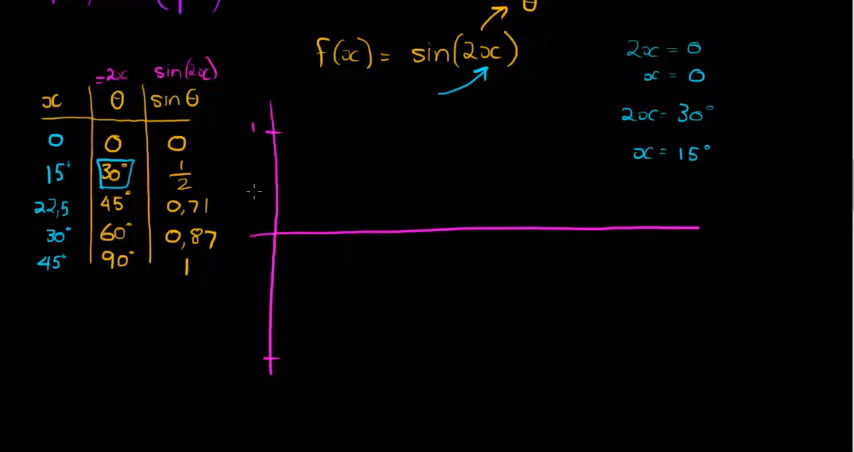 θ
f(x) = sin(2x)
2x = 0
x = 0
2x = 30°
x = 15°
=2x sin(2x)
x θ sin θ
0 0 0
15° 30° 1/2
22,5 45° 0,71
30° 60° 0,87
45° 90° 1
1